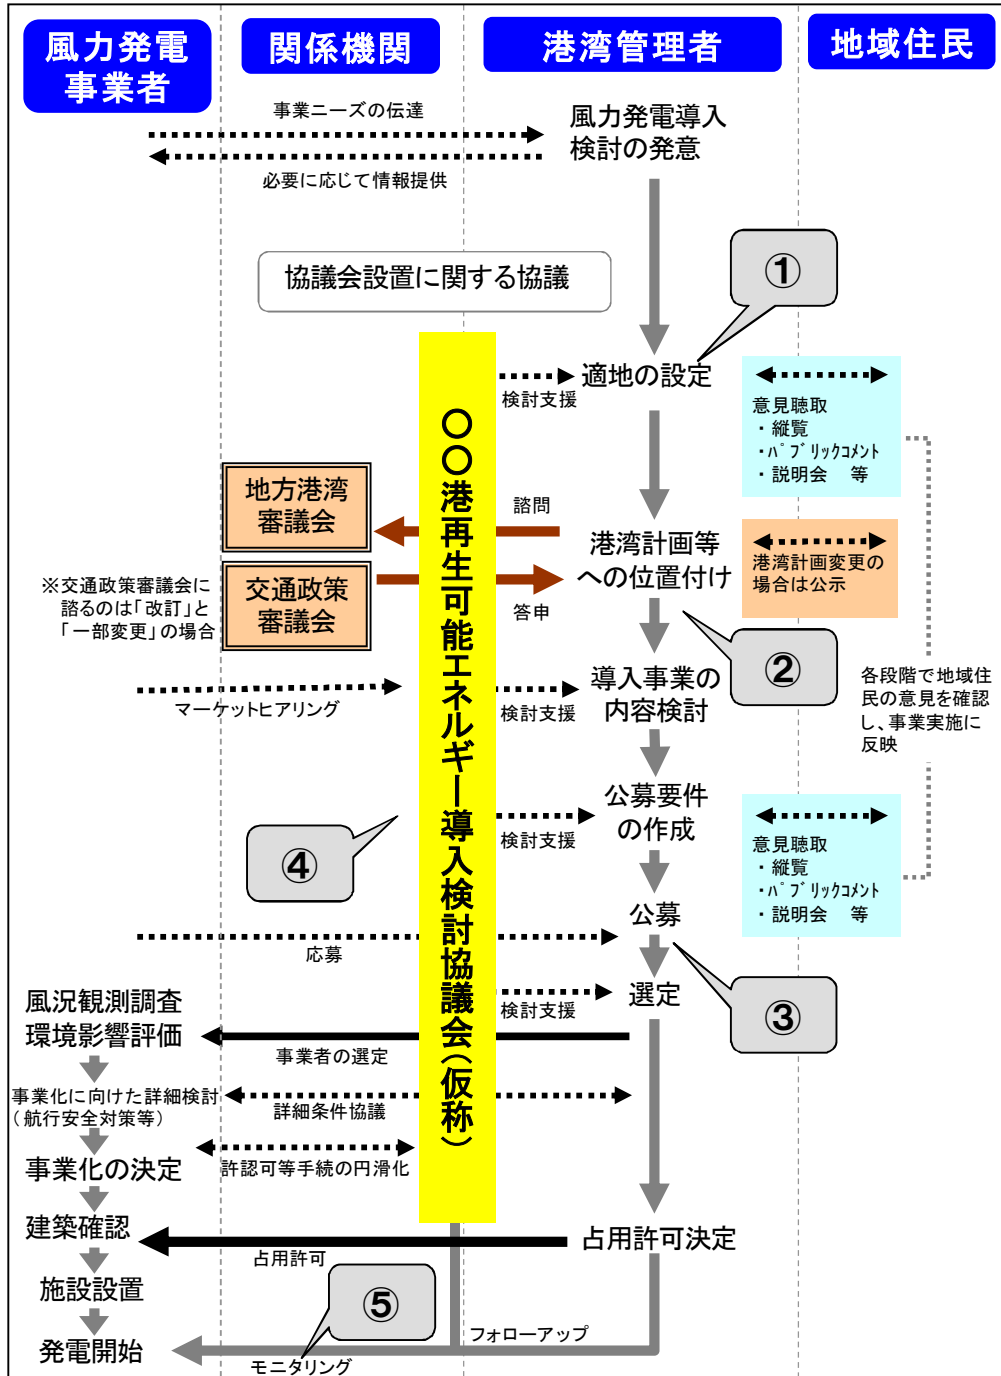 風力発電
事業者
関係機関
港湾管理者
地域住民
事業ニーズの伝達
必要に応じて情報提供
風力発電導入
検討の発意
協議会設置に関する協議
①
適地の設定
検討支援
意見聴取
・縦覧
・ﾊﾟﾌﾞﾘｯｸｺﾒﾝﾄ
・説明会　等
〇〇港再生可能エネルギー導入検討協議会(仮称)
地方港湾
審議会
諮問
港湾計画等
への位置付け
港湾計画変更の
場合は公示
交通政策
審議会
答申
※交通政策審議会に
諮るのは「改訂」と
「一部変更」の場合
②
マーケットヒアリング
検討支援
導入事業の
内容検討
各段階で地域住
民の意見を確認
し、事業実施に
反映
④
検討支援
公募要件
の作成
意見聴取
・縦覧
・ﾊﾟﾌﾞﾘｯｸｺﾒﾝﾄ
・説明会　等
応募
公募
③
検討支援
選定
風況観測調査
環境影響評価
事業者の選定
事業化に向けた詳細検討
（航行安全対策等）
詳細条件協議
許認可等手続の円滑化
事業化の決定
建築確認
占用許可
占用許可決定
施設設置
⑤
発電開始
モニタリング
フォローアップ